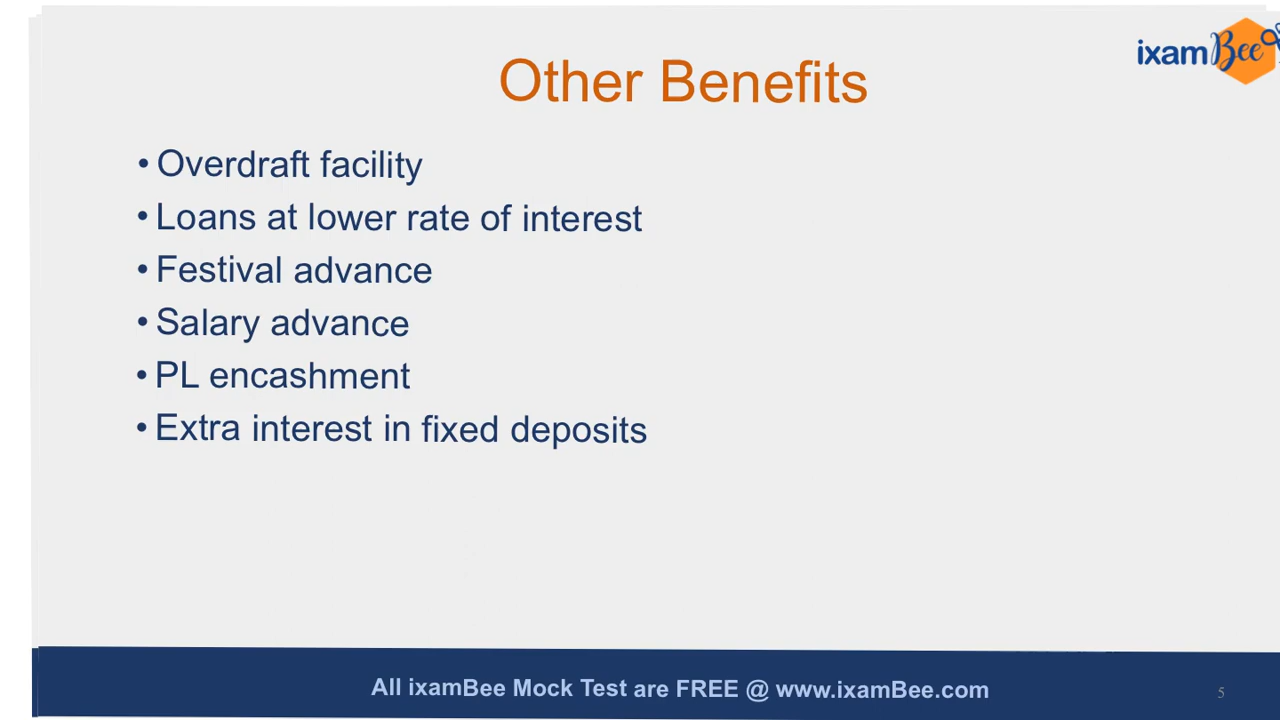 ixamBee
Other Benefits
• Overdraft facility
• Loans at lower rate of interest
• Festival advance
• Salary advance
• PL encashment
• Extra interest in fixed deposits
All ixamBee Mock Test are FREE @ www.ixamBee.com
5